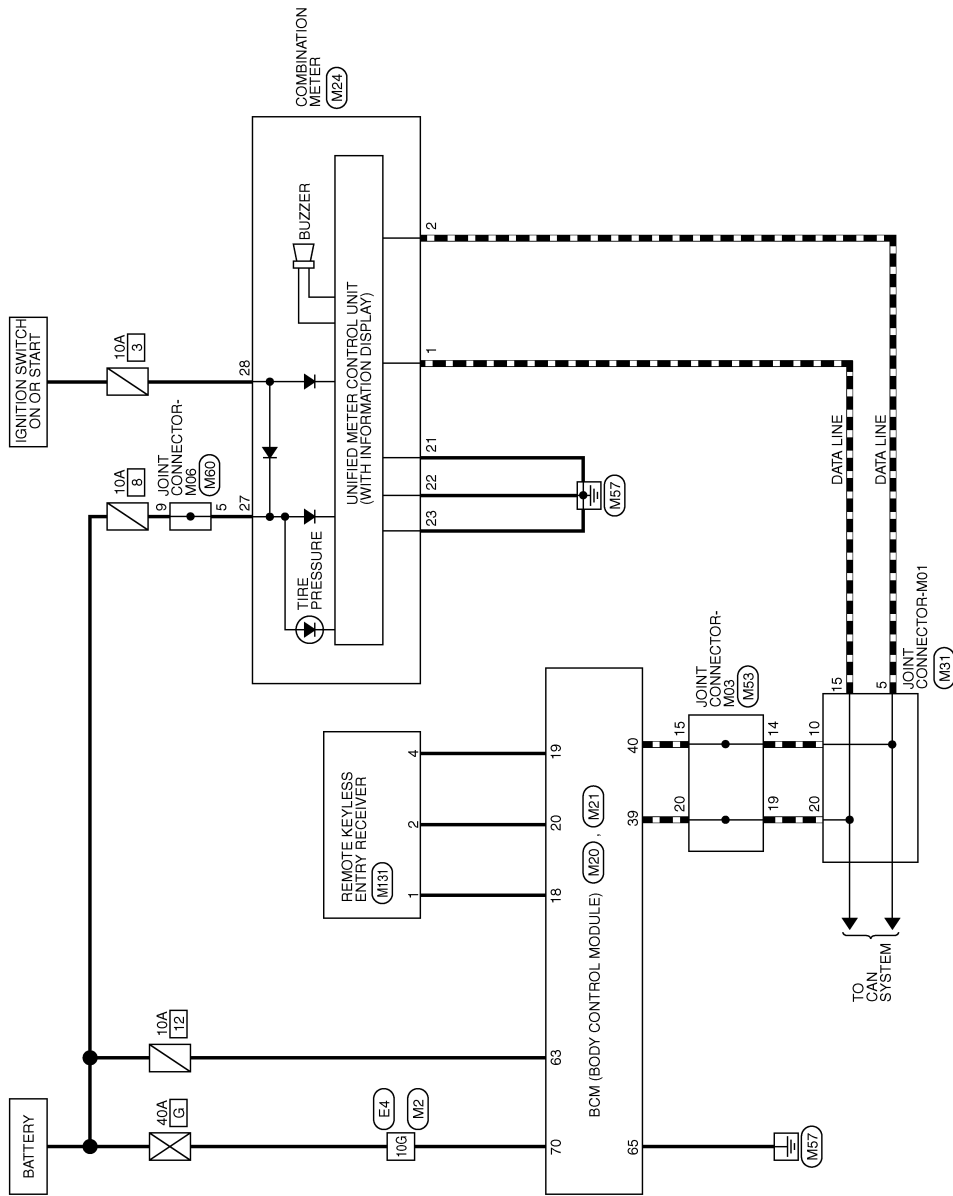 BATTERY
IGNITION SWITCH
ON OR START
40A
G
10A
12
10A
8
10A
3
JOINT
CONNECTOR-
M06
M60
9
5
27
28
COMBINATION
METER
M24
TIRE
PRESSURE
BUZZER
UNIFIED METER CONTROL UNIT
(WITH INFORMATION DISPLAY)
23
22
21
1
2
M57
REMOTE KEYLESS
ENTRY RECEIVER
M131
1
2
4
E4
10G
M2
70
63
18
20
19
BCM (BODY CONTROL MODULE)
M20 , M21
65
39
40
M57
JOINT
CONNECTOR-
M03
M53
20
15
19
14
20
10
15
5
DATA LINE
DATA LINE
JOINT
CONNECTOR-M01
M31
TO
CAN
SYSTEM